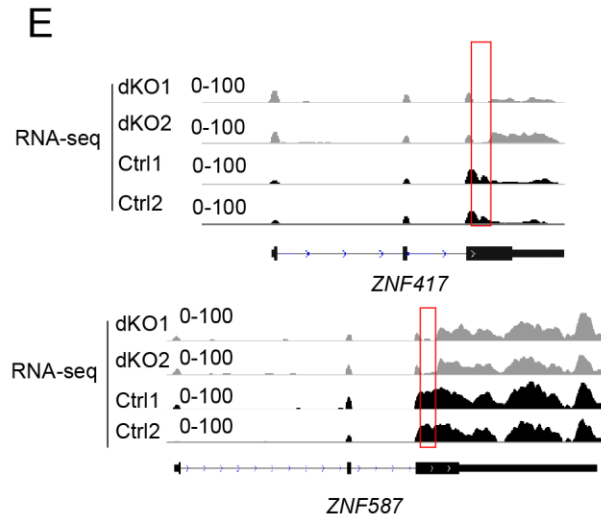 E
dKO1 0-100
dKO2 0-100
RNA-seq
Ctrl1 0-100
Ctrl2 0-100
ZNF417
dKO1 0-100
dKO2 0-100
RNA-seq
Ctrl1 0-100
Ctrl2 0-100
ZNF587